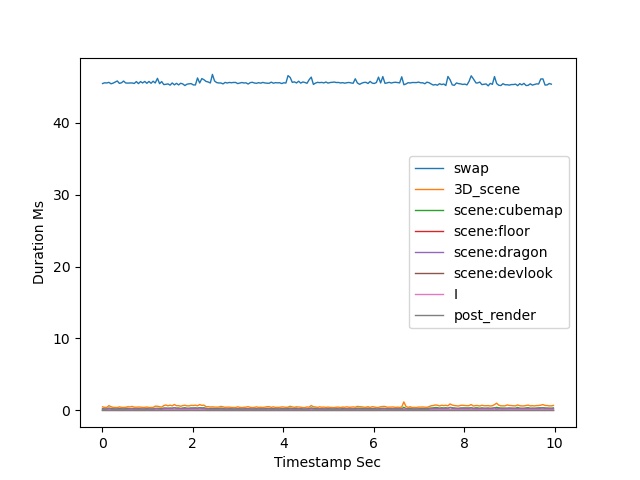 40
30
20
10
0
Duration Ms
swap
3D_scene
scene:cubemap
scene:floor
scene:dragon
scene:devlook
I
post_render
0 2 4 6 8 10
Timestamp Sec